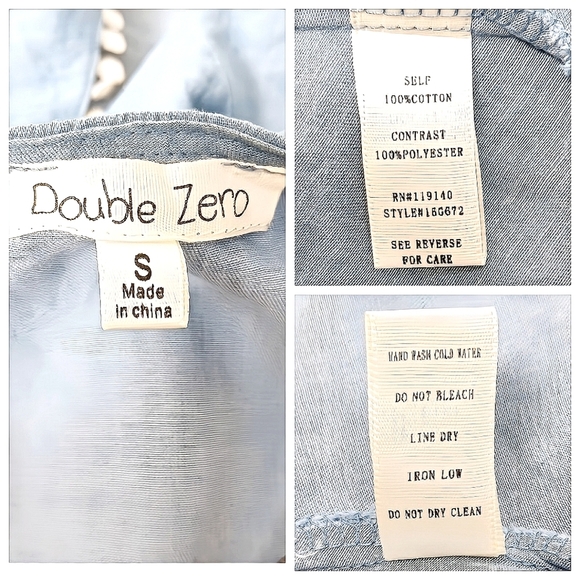 Double Zero
S
Made
in china
SELF
100%COTTON
CONTRAST
100%POLYESTER
RN#119140
STYLE#16G672
SEE REVERSE
FOR CARE
HAND WASH COLD WATER
DO NOT BLEACH
LINE DRY
IRON LOW
DO NOT DRY CLEAN